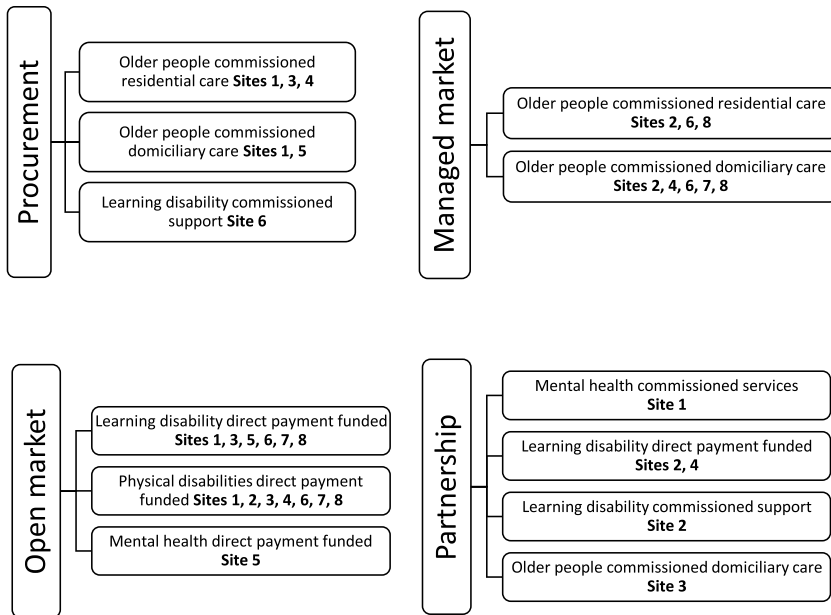 Procurement
Older people commissioned
residential care Sites 1, 3, 4
Older people commissioned
domiciliary care Sites 1, 5
Learning disability commissioned
support Site 6
Managed market
Older people commissioned residential care
Sites 2, 6, 8
Older people commissioned domiciliary care
Sites 2, 4, 6, 7, 8
Open market
Learning disability direct payment funded
Sites 1, 3, 5, 6, 7, 8
Physical disabilities direct payment
funded Sites 1, 2, 3, 4, 6, 7, 8
Mental health direct payment funded
Site 5
Partnership
Mental health commissioned services
Site 1
Learning disability direct payment funded
Sites 2, 4
Learning disability commissioned support
Site 2
Older people commissioned domiciliary care
Site 3